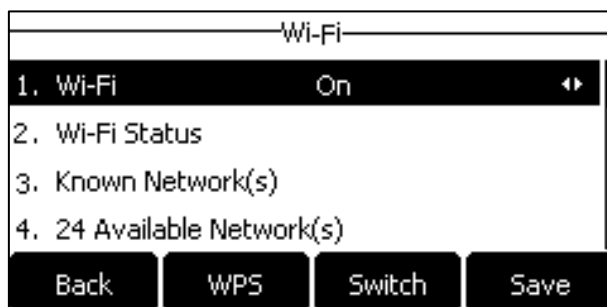 Wi-Fi
1. Wi-Fi On
2. Wi-Fi Status
3. Known Network(s)
4. 24 Available Network(s)
Back WPS Switch Save